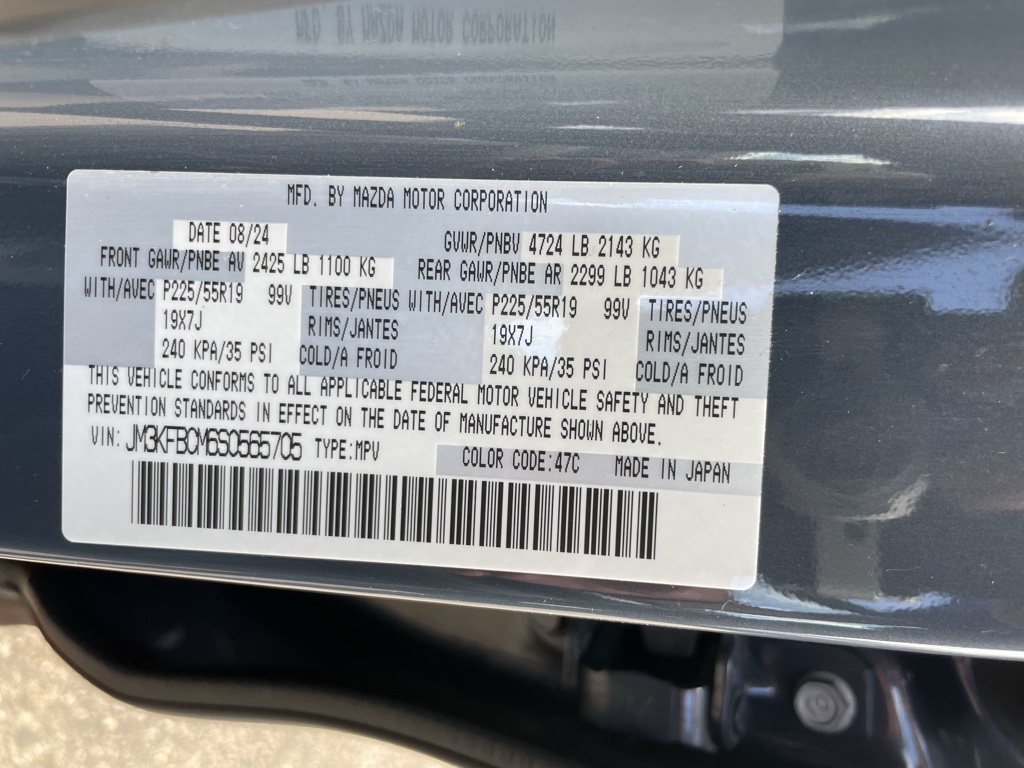 MFD. BY MAZDA MOTOR CORPORATION
DATE 08/24 GVWR/PNBV 4724 LB 2143 KG
FRONT GAWR/PNBE AV 2425 LB 1100 KG REAR GAWR/PNBE AR 2299 LB 1043 KG
WITH/AVEC P225/55R19 99V TIRES/PNEUS WITH/AVEC P225/55R19 99V TIRES/PNEUS
19X7J RIMS/JANTES 19X7J RIMS/JANTES
240 KPA/35 PSI COLD/A FROID 240 KPA/35 PSI COLD/A FROID
THIS VEHICLE CONFORMS TO ALL APPLICABLE FEDERAL MOTOR VEHICLE SAFETY AND THEFT
PREVENTION STANDARDS IN EFFECT ON THE DATE OF MANUFACTURE SHOWN ABOVE.
VIN: JM3KFBCM6S0565705 TYPE:MPV COLOR CODE:47C MADE IN JAPAN